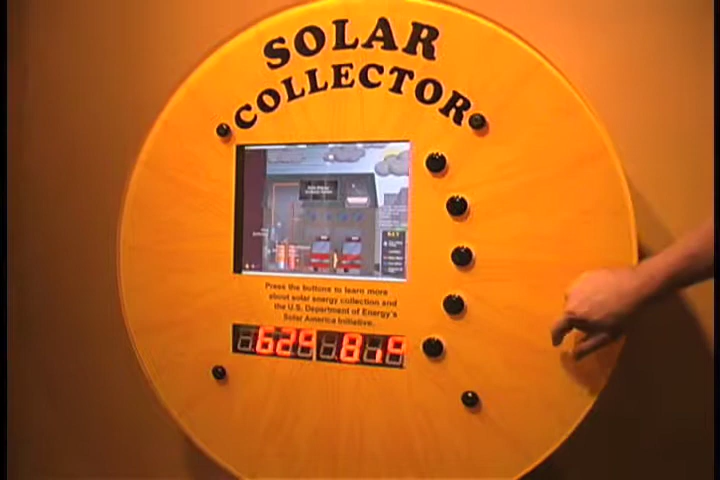 SOLAR
COLLECTOR
Press the buttons to learn more
about solar energy collection and
the U.S. Department of Energy's
Solar America Initiative.